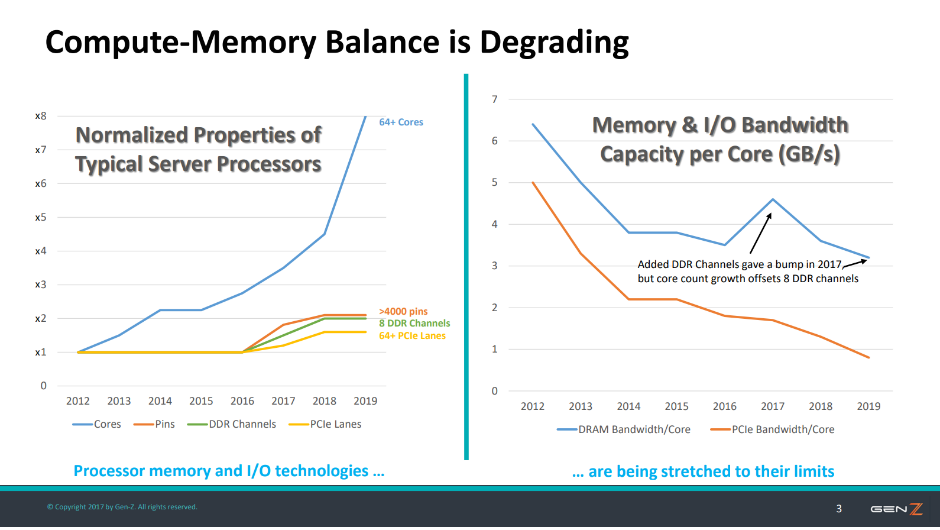 Compute-Memory Balance is Degrading
Normalized Properties of
Typical Server Processors
x8
x7
x6
x5
x4
x3
x2
x1
0
64+ Cores
>4000 pins
8 DDR Channels
64+ PCIe Lanes
2012 2013 2014 2015 2016 2017 2018 2019
Cores Pins DDR Channels PCIe Lanes
Processor memory and I/O technologies ...
Memory & I/O Bandwidth
Capacity per Core (GB/s)
7
6
5
4
3
2
1
0
Added DDR Channels gave a bump in 2017,
but core count growth offsets 8 DDR channels
2012 2013 2014 2015 2016 2017 2018 2019
DRAM Bandwidth/Core PCIe Bandwidth/Core
... are being stretched to their limits
© Copyright 2017 by Gen-Z. All rights reserved.
3
GEN Z